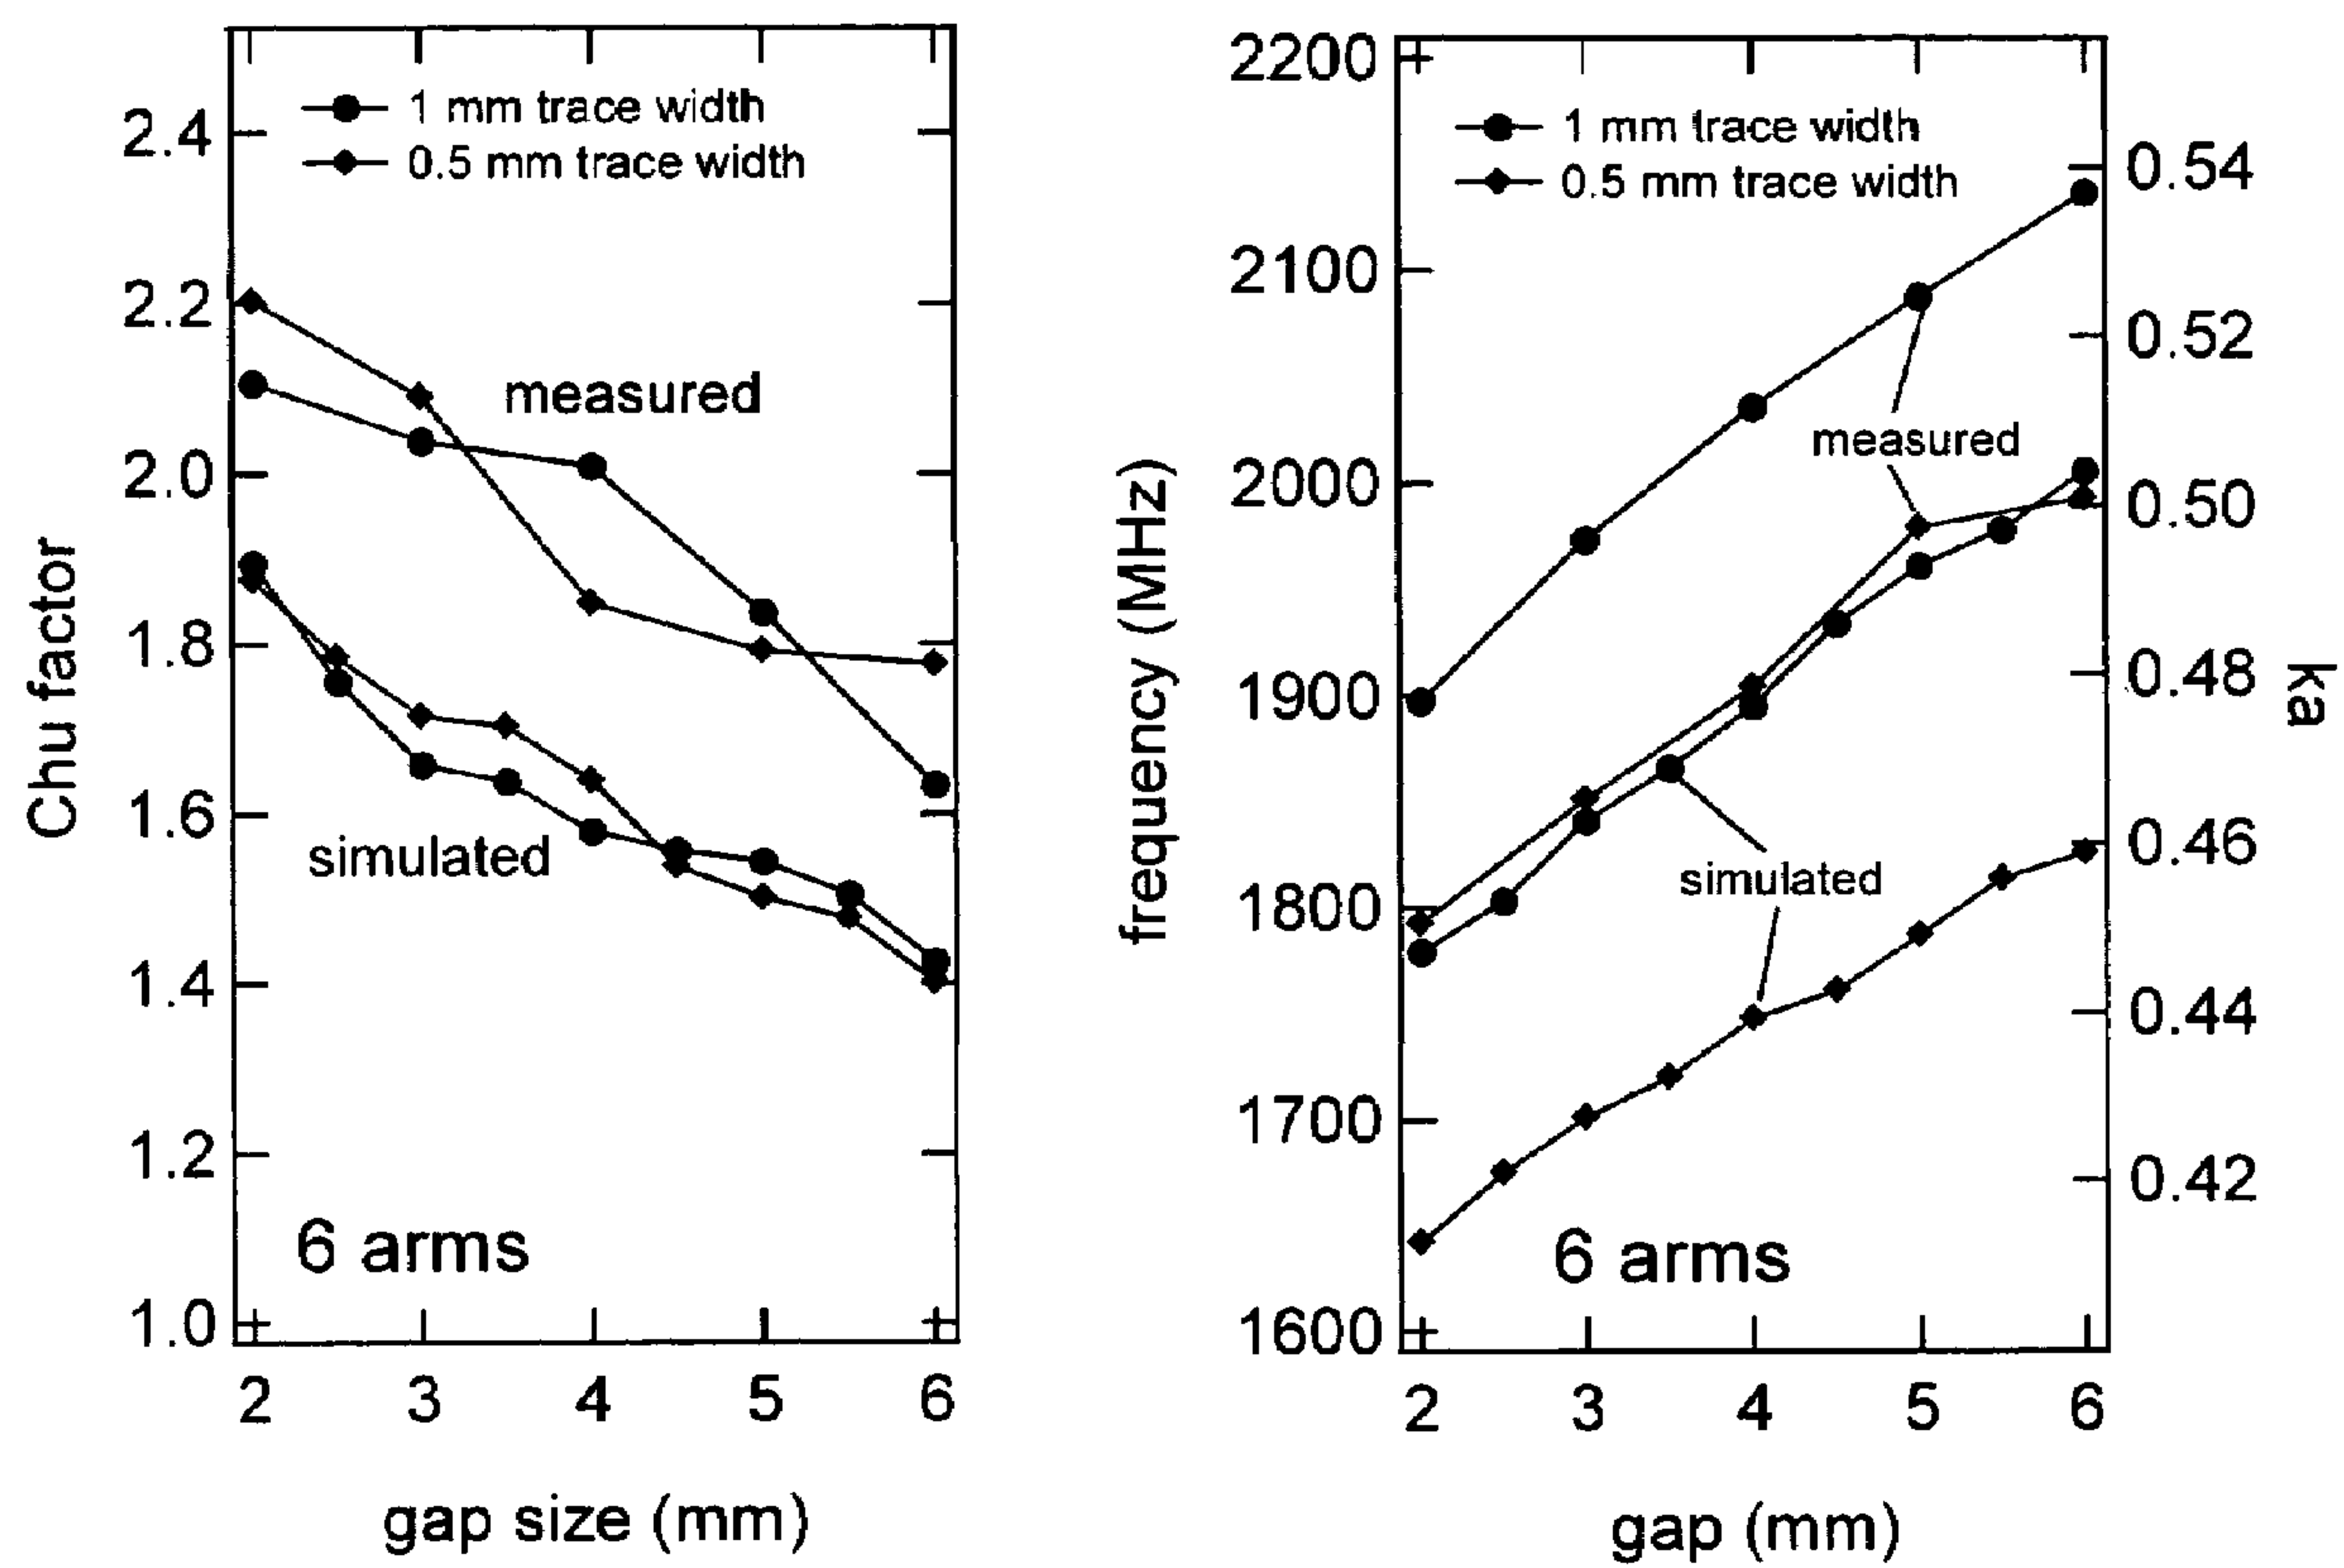 1 mm trace width
0.5 mm trace width
2.4
2.2
2.0
1.8
1.6
1.4
1.2
1.0
Chu factor
measured
simulated
6 arms
2 3 4 5 6
gap size (mm)
2200
2100
2000
1900
1800
1700
1600
frequency (MHz)
1 mm trace width
0.5 mm trace width
measured
simulated
6 arms
0.54
0.52
0.50
0.48
0.46
0.44
0.42
ka
2 3 4 5 6
gap (mm)